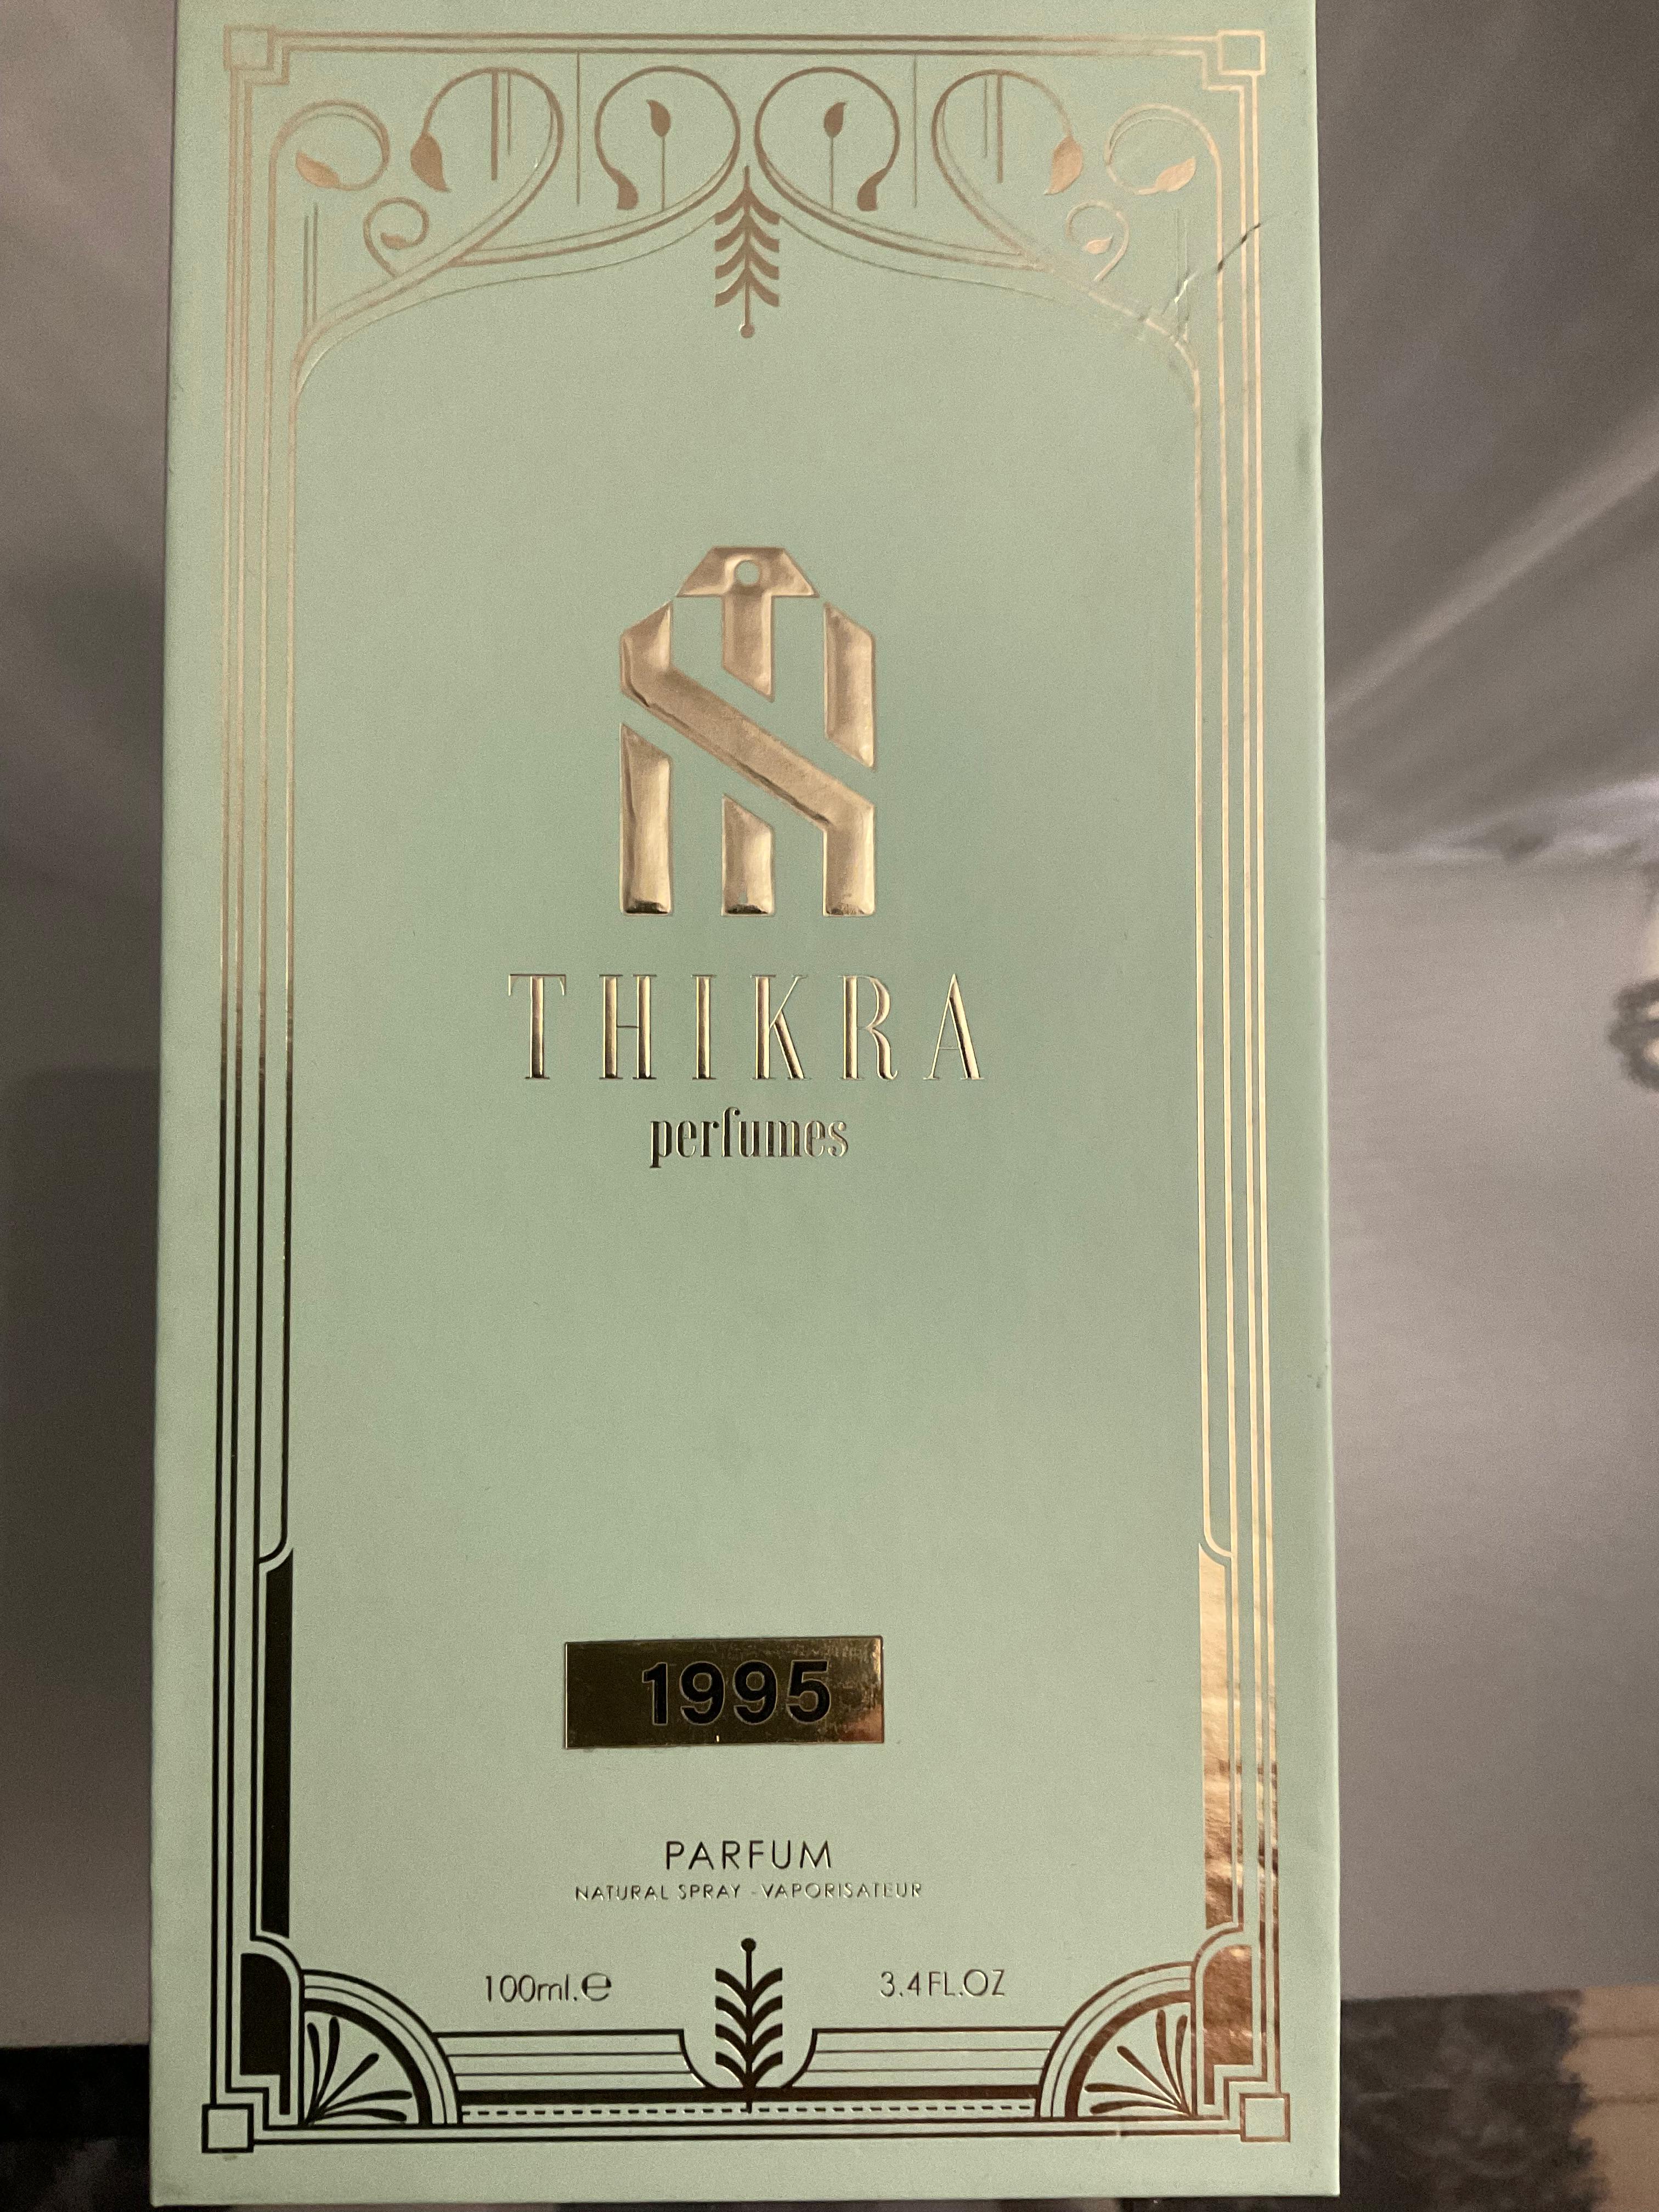 THIKRA
perfumes
1995
PARFUM
NATURAL SPRAY - VAPORISATEUR
100ml.℮ 3.4FL.OZ